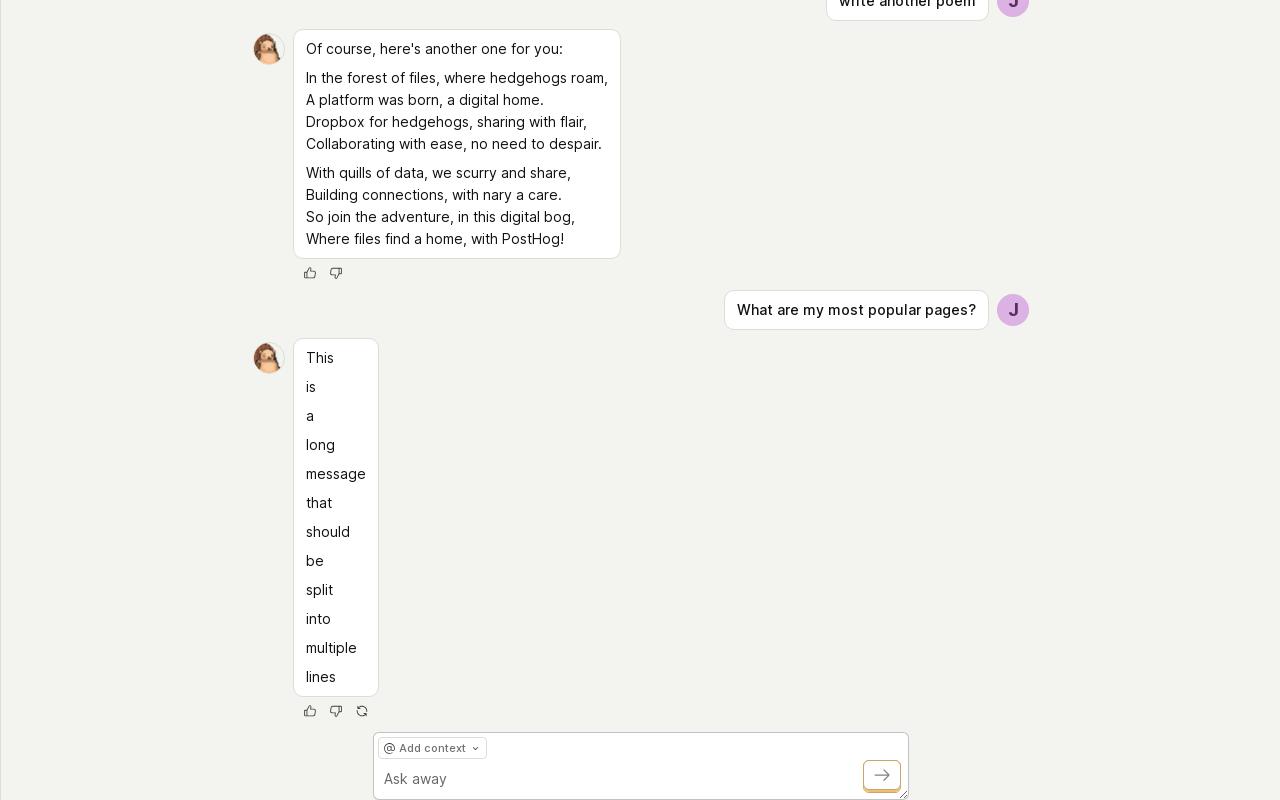 write another poem
J
Of course, here's another one for you:
In the forest of files, where hedgehogs roam,
A platform was born, a digital home.
Dropbox for hedgehogs, sharing with flair,
Collaborating with ease, no need to despair.
With quills of data, we scurry and share,
Building connections, with nary a care.
So join the adventure, in this digital bog,
Where files find a home, with PostHog!
What are my most popular pages?
J
This
is
a
long
message
that
should
be
split
into
multiple
lines
@ Add context
Ask away